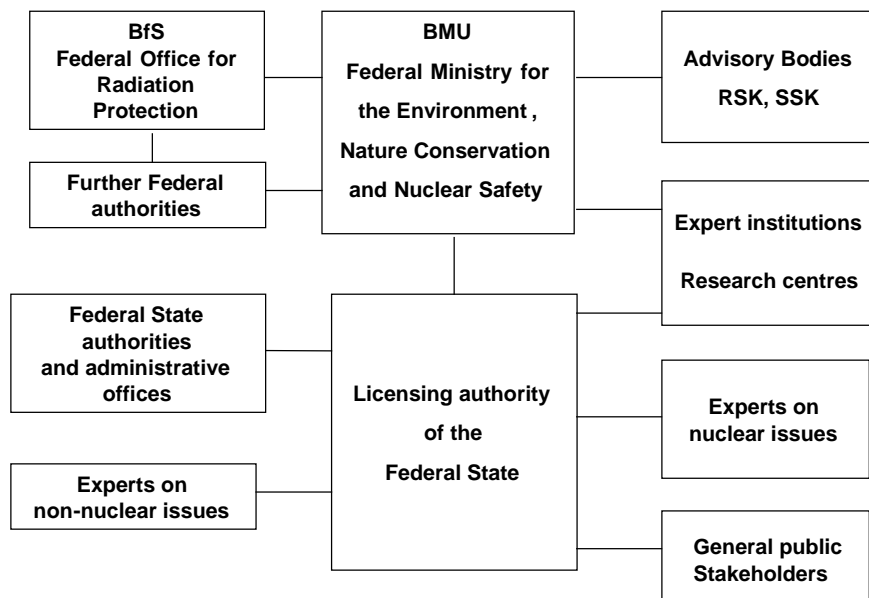 BfS
Federal Office for
Radiation
Protection
BMU
Federal Ministry for
the Environment ,
Nature Conservation
and Nuclear Safety
Advisory Bodies
RSK, SSK
Further Federal
authorities
Expert institutions
Research centres
Federal State
authorities
and administrative
offices
Licensing authority
of the
Federal State
Experts on
nuclear issues
Experts on
non-nuclear issues
General public
Stakeholders